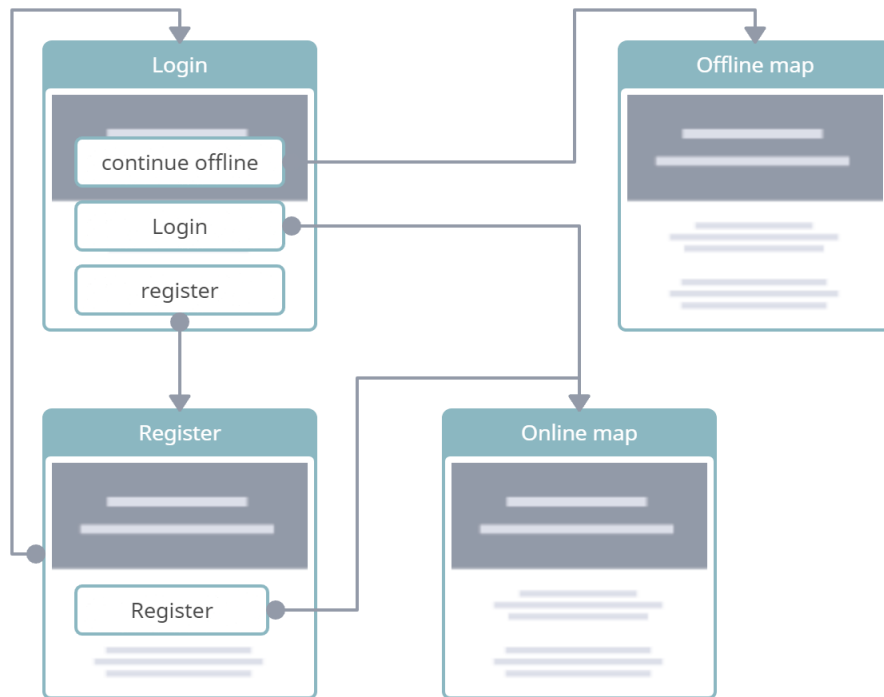 Login
Offline map
continue offline
Login
register
Register
Online map
Register